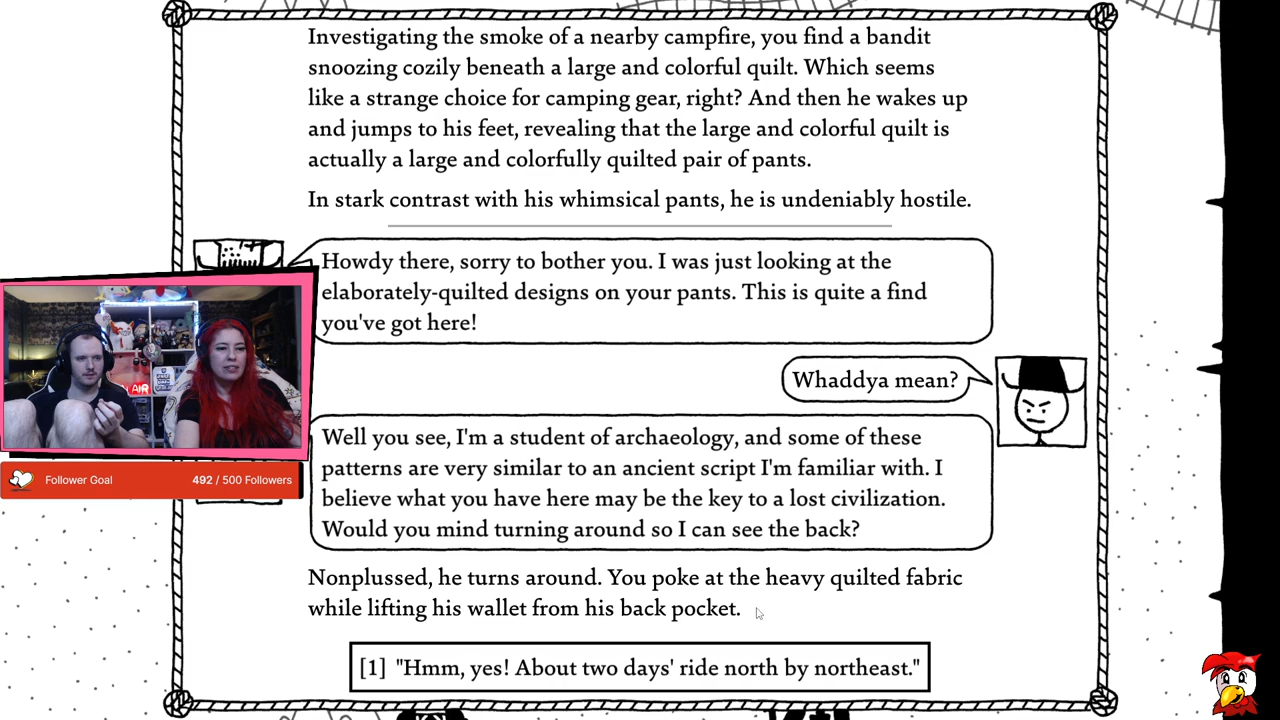 Investigating the smoke of a nearby campfire, you find a bandit
snoozing cozily beneath a large and colorful quilt. Which seems
like a strange choice for camping gear, right? And then he wakes up
and jumps to his feet, revealing that the large and colorful quilt is
actually a large and colorfully quilted pair of pants.
In stark contrast with his whimsical pants, he is undeniably hostile.
Howdy there, sorry to bother you. I was just looking at the
elaborately-quilted designs on your pants. This is quite a find
you've got here!
Whaddya mean?
Well you see, I'm a student of archaeology, and some of these
patterns are very similar to an ancient script I'm familiar with. I
believe what you have here may be the key to a lost civilization.
Would you mind turning around so I can see the back?
ON AIR
Follower Goal 492 / 500 Followers
Nonplussed, he turns around. You poke at the heavy quilted fabric
while lifting his wallet from his back pocket.
[1] "Hmm, yes! About two days' ride north by northeast."